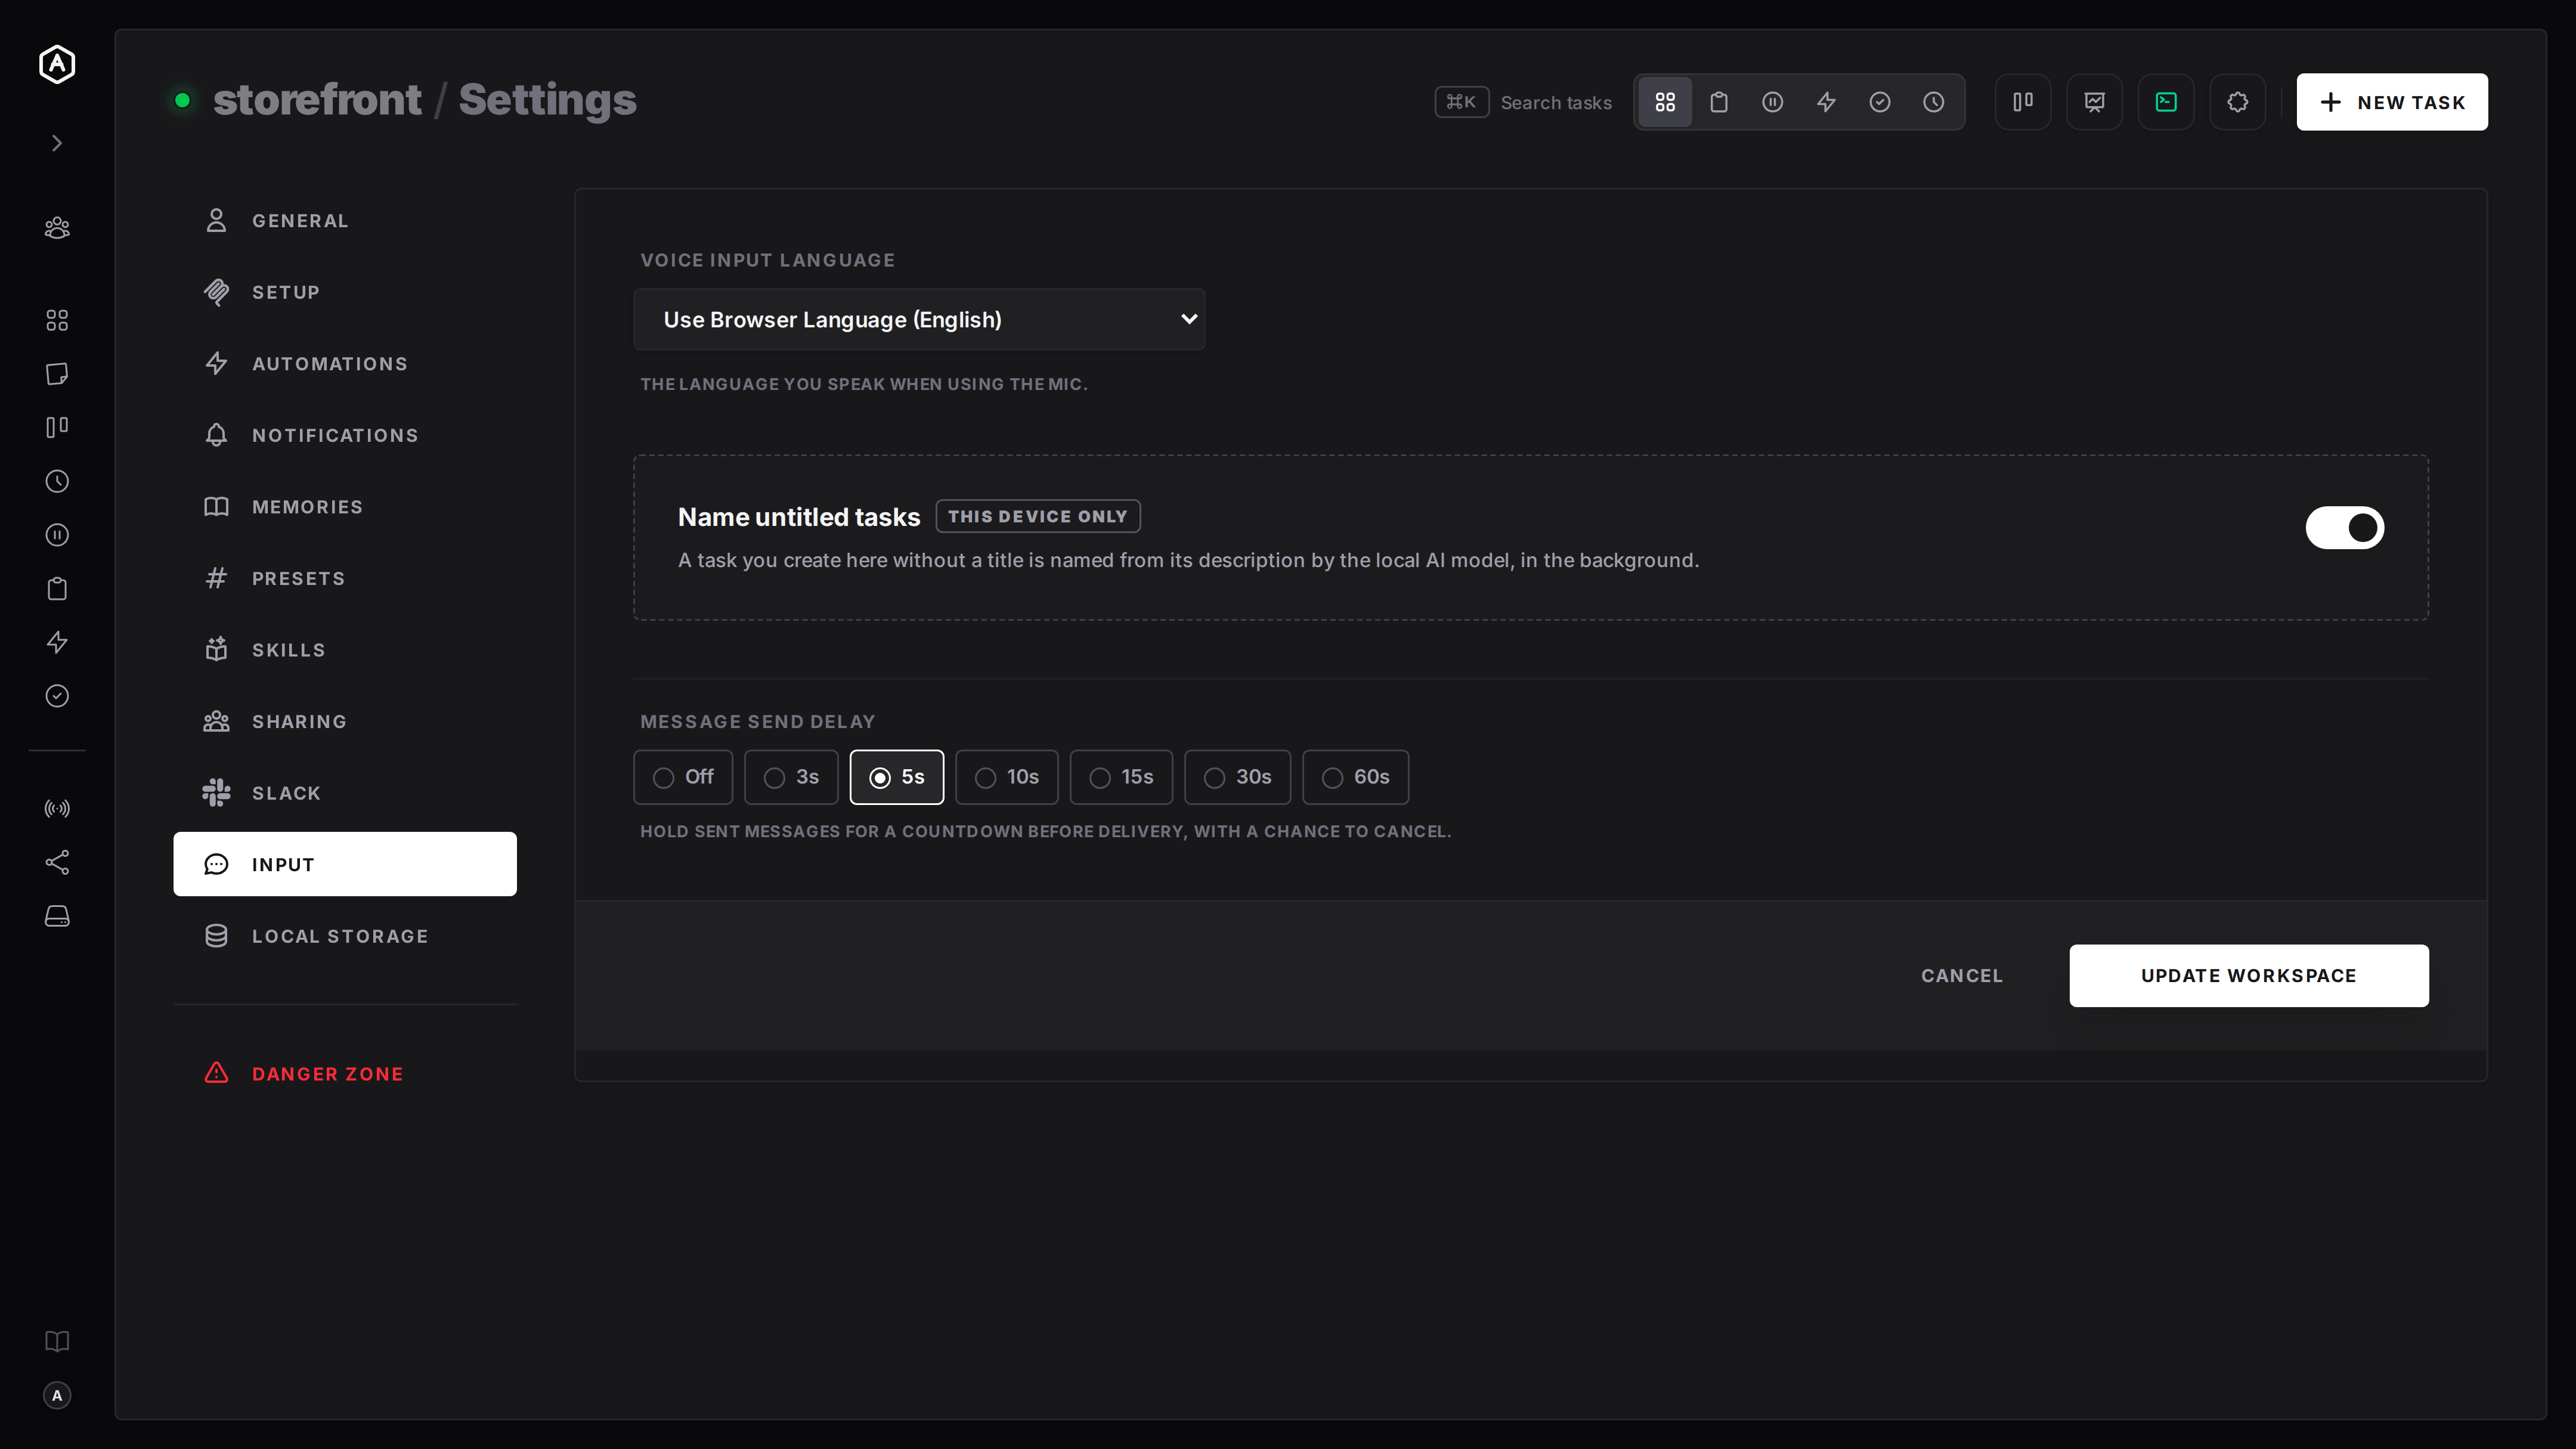 storefront / Settings
⌘K Search tasks
NEW TASK
GENERAL
SETUP
AUTOMATIONS
NOTIFICATIONS
MEMORIES
PRESETS
SKILLS
SHARING
SLACK
INPUT
LOCAL STORAGE
DANGER ZONE
VOICE INPUT LANGUAGE
Use Browser Language (English)
THE LANGUAGE YOU SPEAK WHEN USING THE MIC.
Name untitled tasks THIS DEVICE ONLY
A task you create here without a title is named from its description by the local AI model, in the background.
MESSAGE SEND DELAY
Off 3s 5s 10s 15s 30s 60s
HOLD SENT MESSAGES FOR A COUNTDOWN BEFORE DELIVERY, WITH A CHANCE TO CANCEL.
CANCEL UPDATE WORKSPACE
A